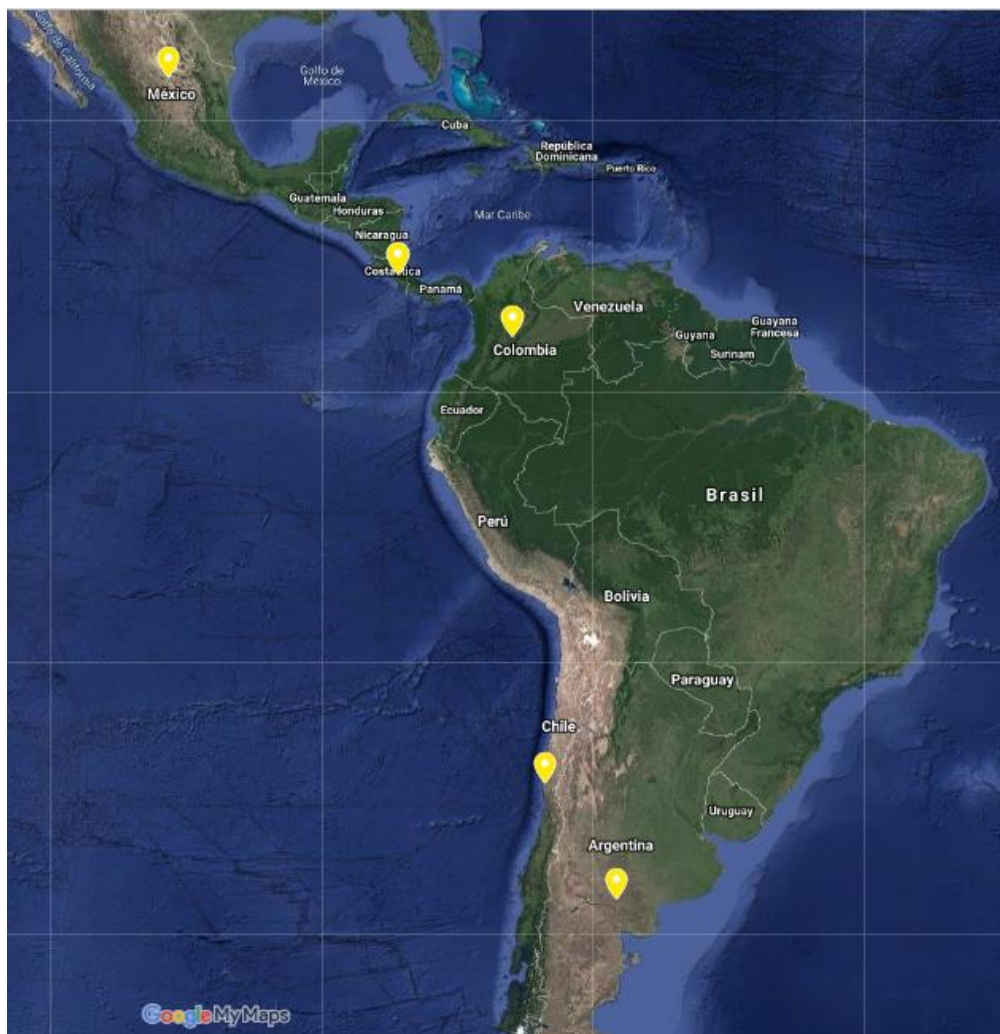 Golfo de California
Golfo de
México
México
Cuba
República
Dominicana
Puerto Rico
Guatemala
Honduras
Mar Caribe
Nicaragua
Costa Rica
Panamá
Venezuela
Guayana
Francesa
Guyana
Surinam
Colombia
Ecuador
Brasil
Perú
Bolivia
Paraguay
Chile
Uruguay
Argentina
Google My Maps